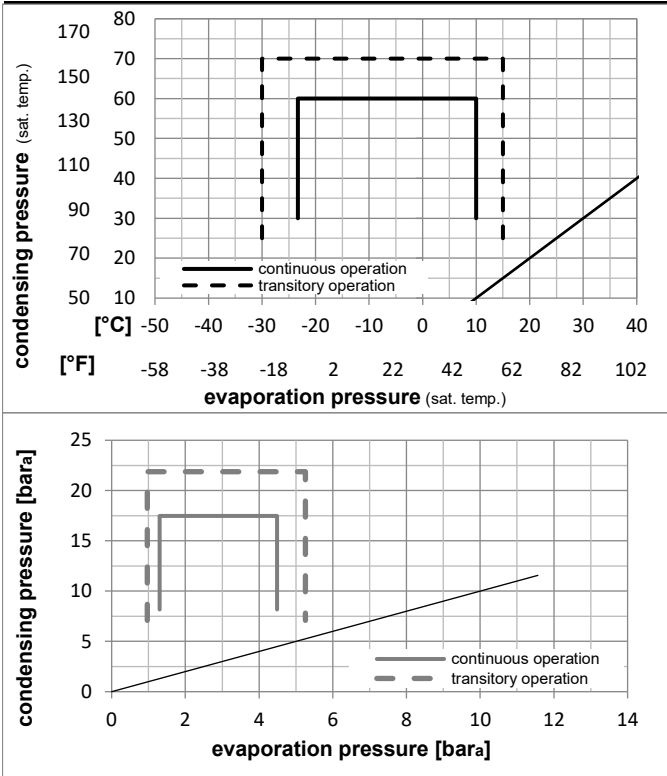 condensing pressure (sat. temp.)
170 80
150 70
130 60
50
110 40
90 30
70 20
50 10
continuous operation
transitory operation
[°C] -50 -40 -30 -20 -10 0 10 20 30 40
[°F] -58 -38 -18 2 22 42 62 82 102
evaporation pressure (sat. temp.)
condensing pressure [bara]
25
20
15
10
5
0
continuous operation
transitory operation
0 2 4 6 8 10 12 14
evaporation pressure [bara]